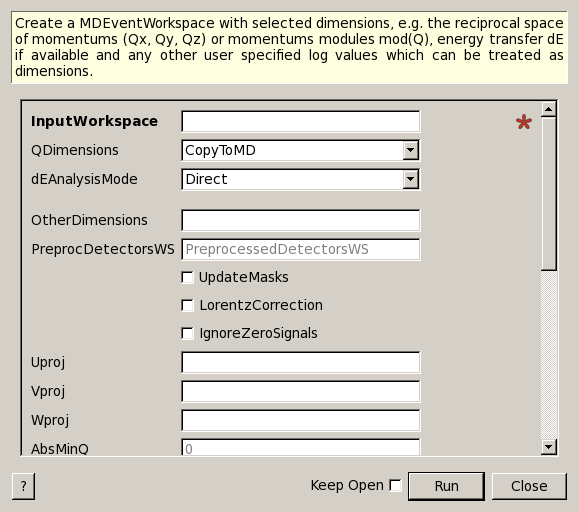 Create a MDEventWorkspace with selected dimensions, e.g. the reciprocal space
of momentums (Qx, Qy, Qz) or momentums modules mod(Q), energy transfer dE
if available and any other user specified log values which can be treated as
dimensions.
InputWorkspace
QDimensions CopyToMD
dEAnalysisMode Direct
OtherDimensions
PreprocDetectorsWS PreprocessedDetectorsWS
UpdateMasks
LorentzCorrection
IgnoreZeroSignals
Uproj
Vproj
Wproj
AbsMinQ 0
? Keep Open Run Close